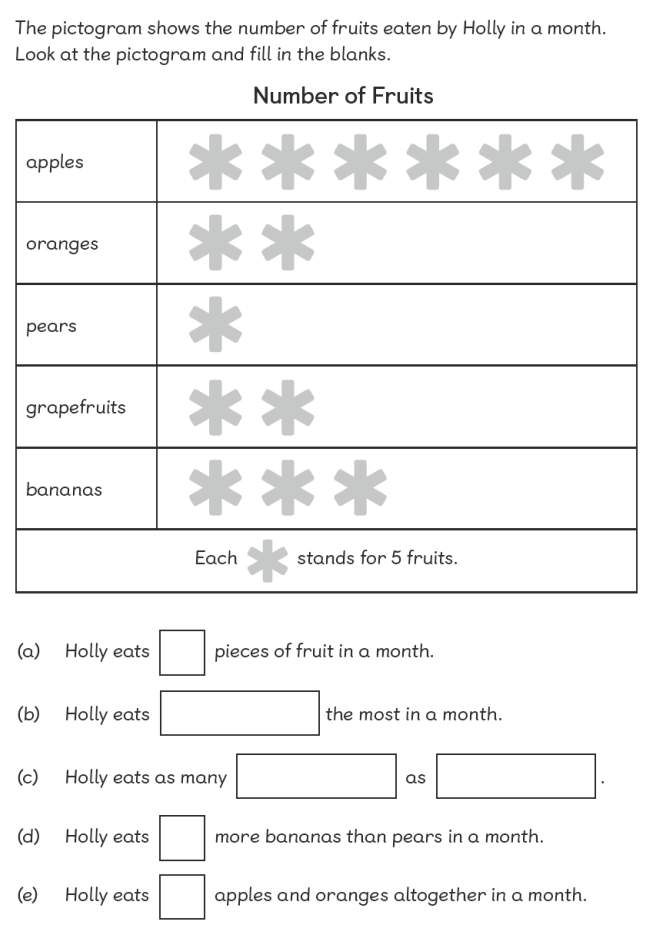 The pictogram shows the number of fruits eaten by Holly in a month.
Look at the pictogram and fill in the blanks.
Number of Fruits
apples
oranges
pears
grapefruits
bananas
Each stands for 5 fruits.
(a) Holly eats pieces of fruit in a month.
(b) Holly eats the most in a month.
(c) Holly eats as many as .
(d) Holly eats more bananas than pears in a month.
(e) Holly eats apples and oranges altogether in a month.